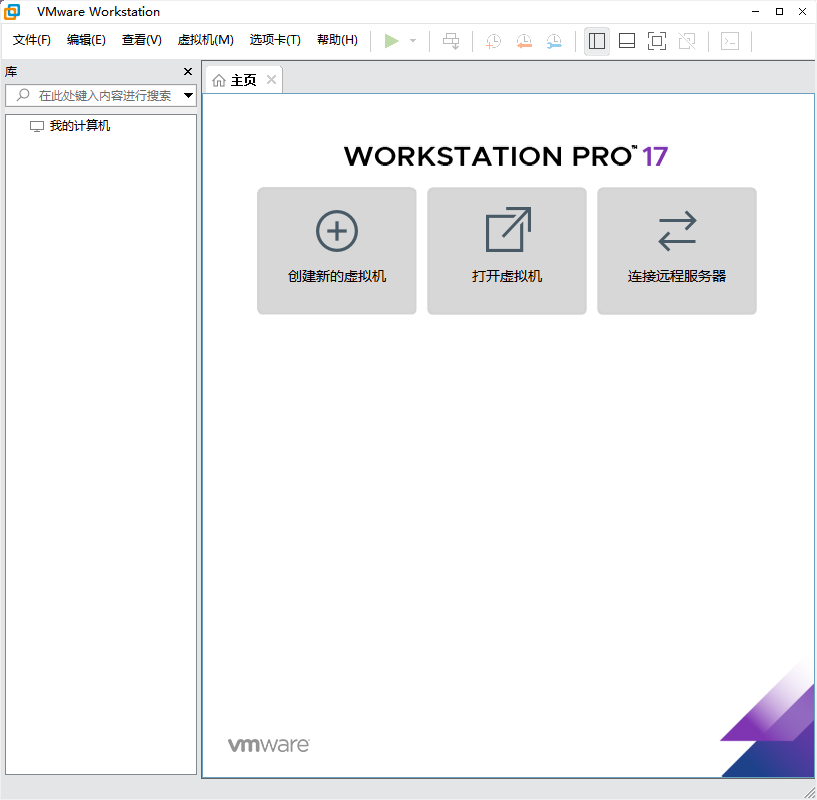 VMware Workstation
文件(F) 编辑(E) 查看(V) 虚拟机(M) 选项卡(T) 帮助(H)
库
在此处键入内容进行搜索
我的计算机
主页
WORKSTATION PRO™ 17
创建新的虚拟机 打开虚拟机 连接远程服务器
vmware